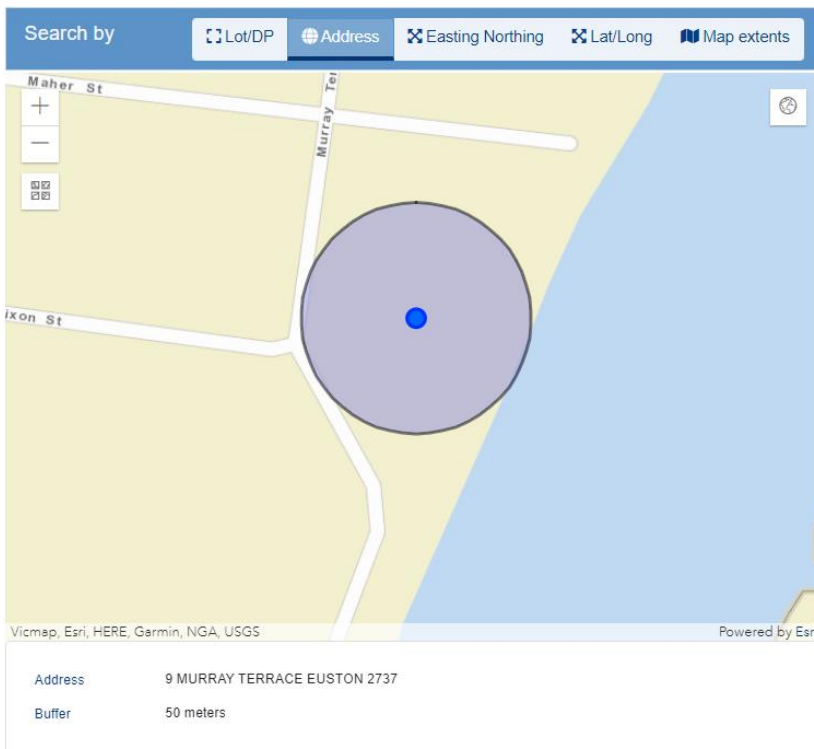 Search by
Lot/DP
Address
Easting Northing
Lat/Long
Map extents
Maher St
Murray Ter
ixon St
Vicmap, Esri, HERE, Garmin, NGA, USGS
Powered by Esr
Address 9 MURRAY TERRACE EUSTON 2737
Buffer 50 meters